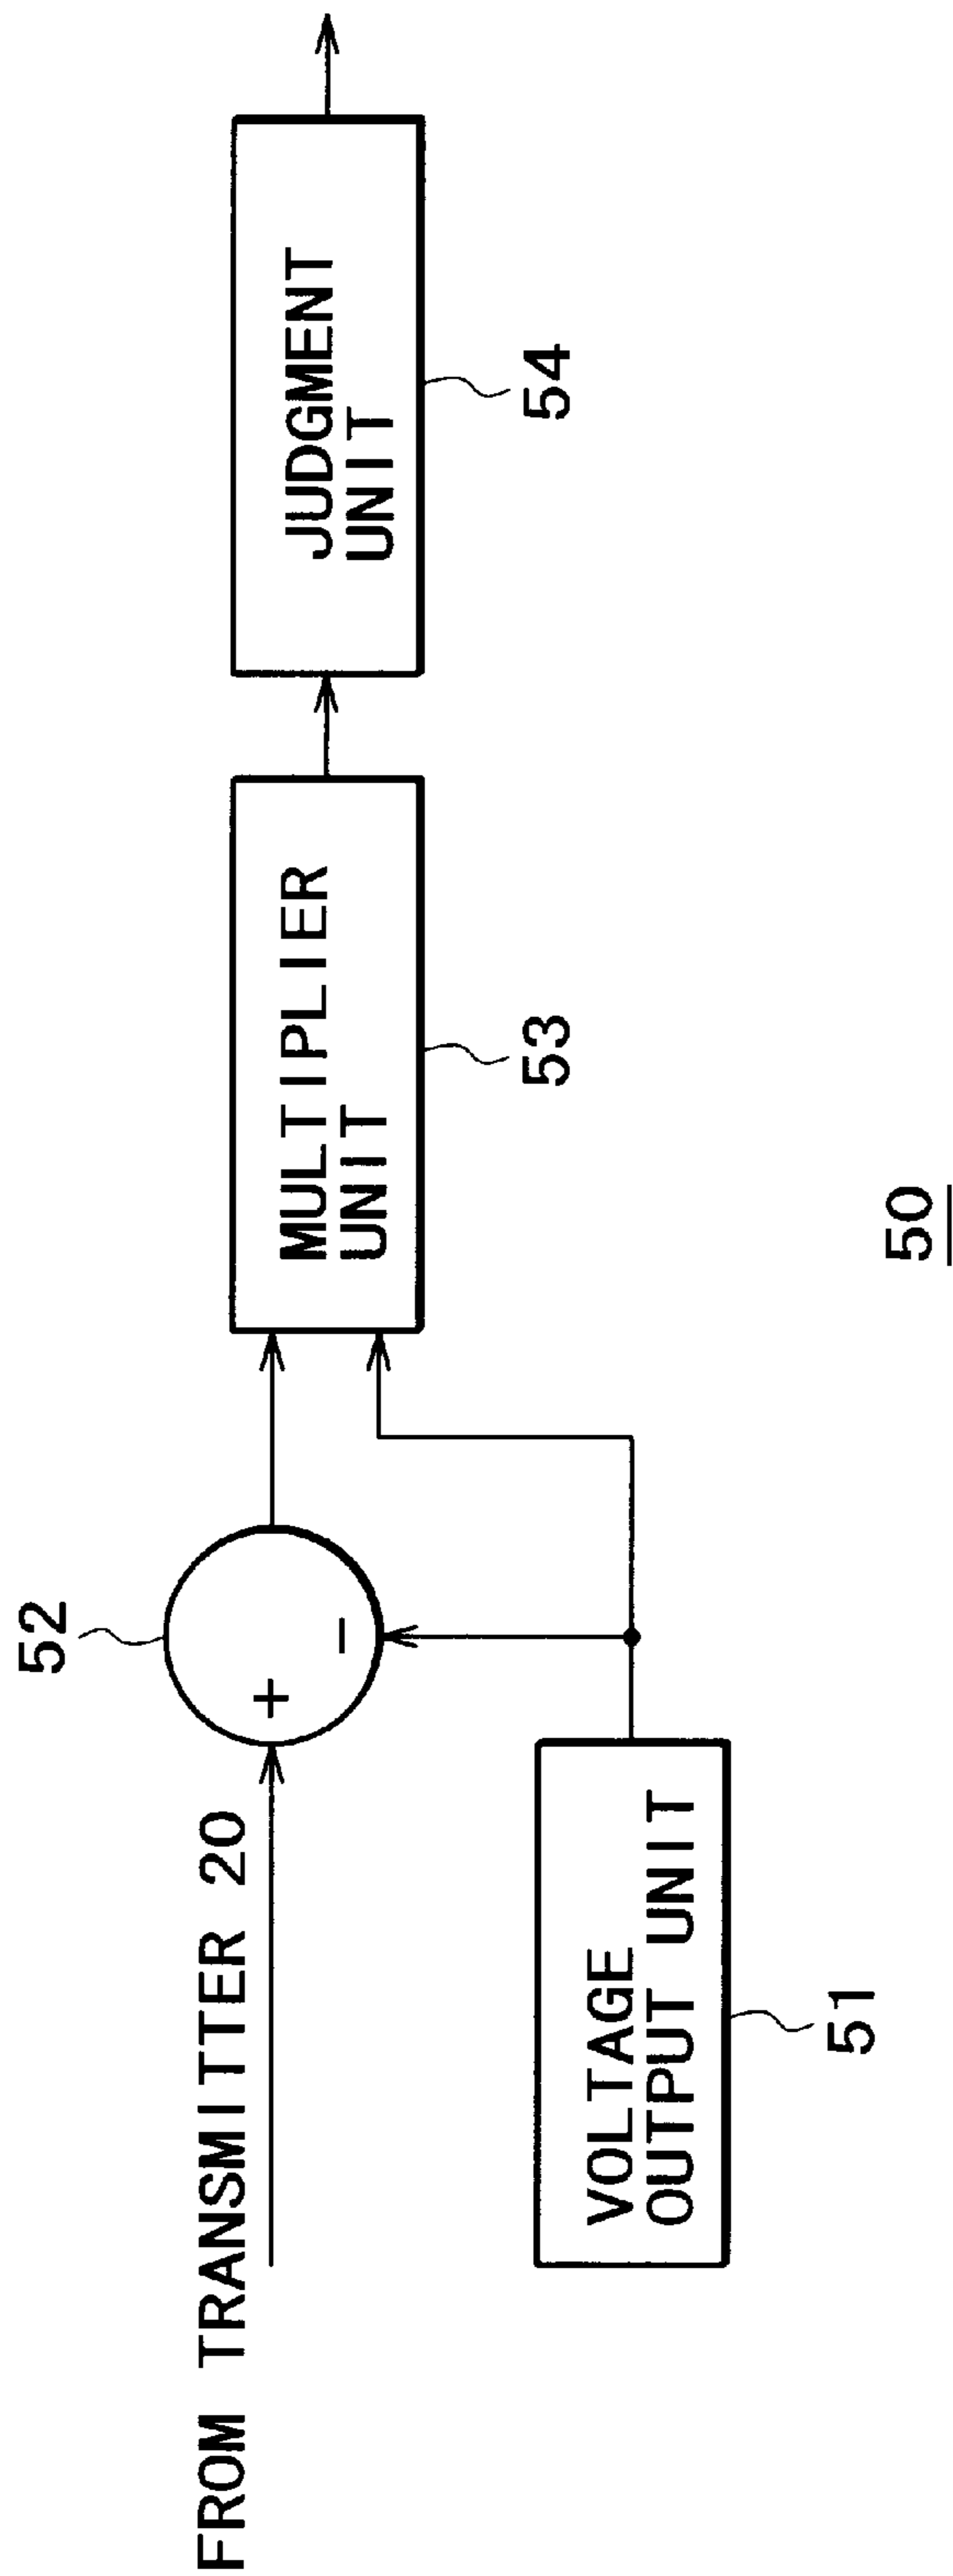 52
FROM TRANSMITTER 20
+
−
MULTIPLIER
UNIT
53
JUDGMENT
UNIT
54
VOLTAGE
OUTPUT UNIT
51
50